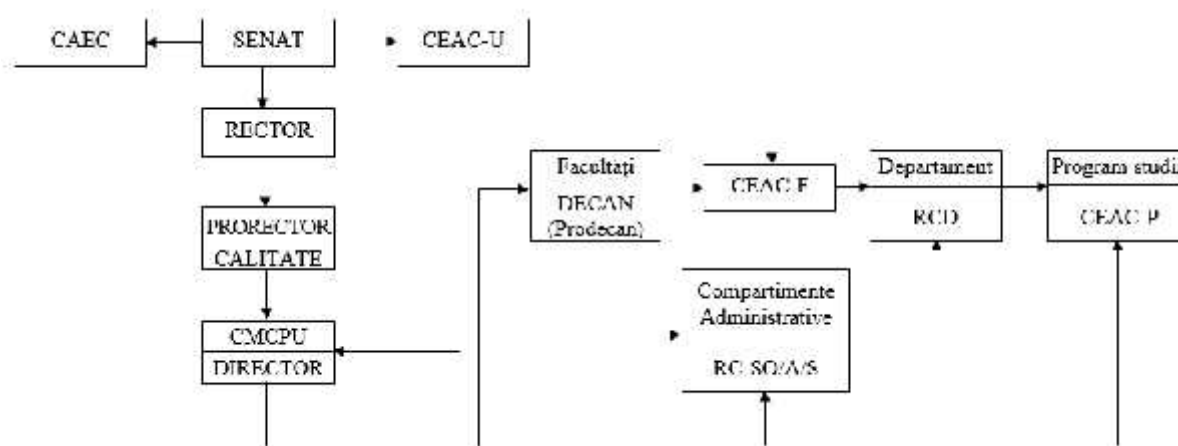 CAEC
SENAT
CEAC-U
RECTOR
Facultați
DECAN
(Prodecan)
CEAC F
Departament
RCD
Program studii
CEAC P
PRORECTOR
CALITATE
Compartimente
Administrative
RC SO/A/S
CMCPU
DIRECTOR